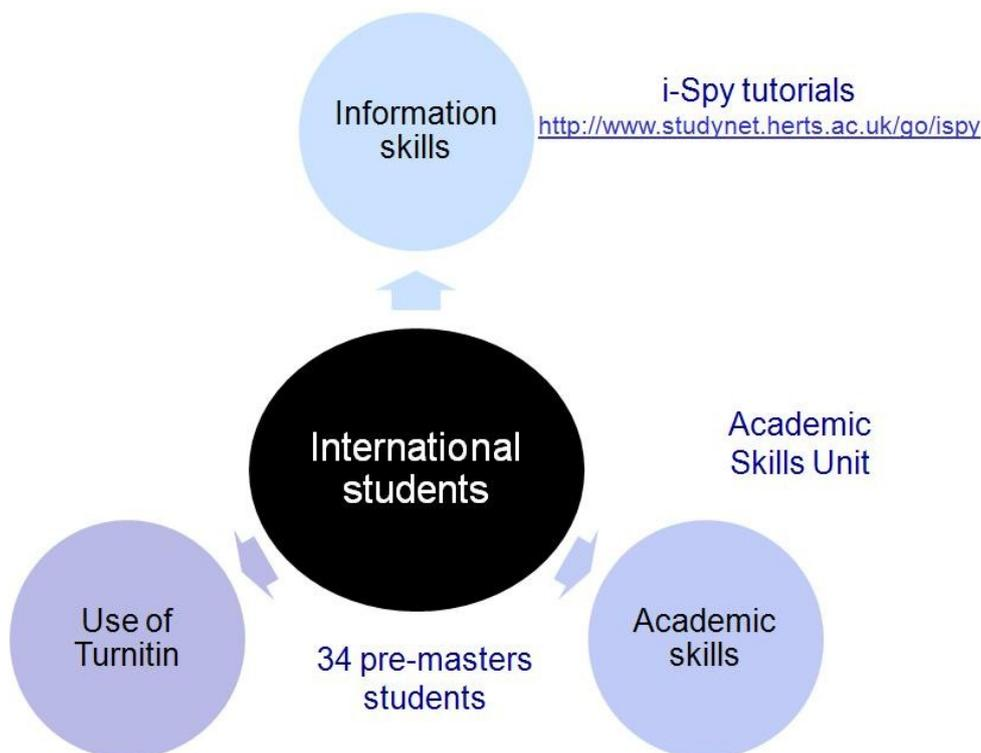 Information
skills
i-Spy tutorials
http://www.studynet.herts.ac.uk/go/ispy
International
students
Academic
Skills Unit
Use of
Turnitin
34 pre-masters
students
Academic
skills